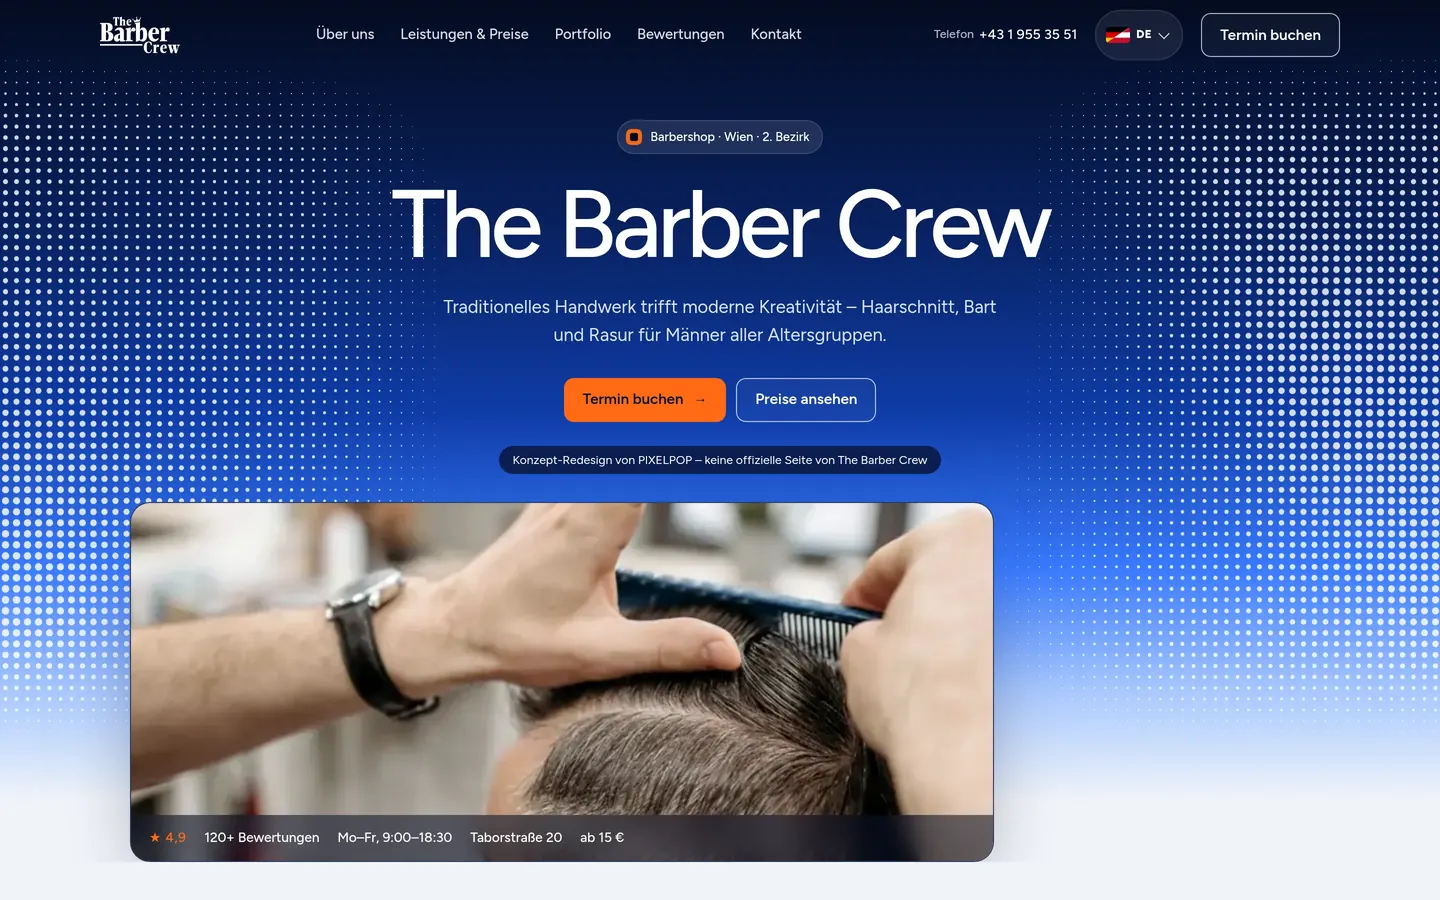 The
Barber
Crew
Über uns
Leistungen & Preise
Portfolio
Bewertungen
Kontakt
Telefon +43 1 955 35 51
DE
Termin buchen
Barbershop · Wien · 2. Bezirk
The Barber Crew
Traditionelles Handwerk trifft moderne Kreativität – Haarschnitt, Bart
und Rasur für Männer aller Altersgruppen.
Termin buchen →
Preise ansehen
Konzept-Redesign von PIXELPOP – keine offizielle Seite von The Barber Crew
★ 4,9
120+ Bewertungen
Mo–Fr, 9:00–18:30
Taborstraße 20
ab 15 €